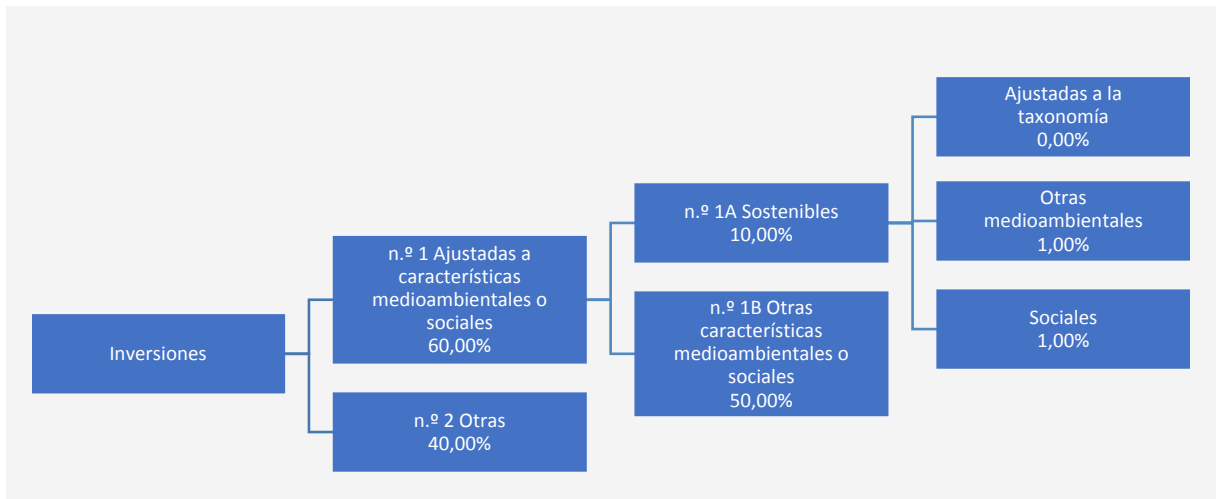 Inversiones
n.º 1 Ajustadas a
características
medioambientales o
sociales
60,00%
n.º 2 Otras
40,00%
n.º 1A Sostenibles
10,00%
n.º 1B Otras
características
medioambientales o
sociales
50,00%
Ajustadas a la
taxonomía
0,00%
Otras
medioambientales
1,00%
Sociales
1,00%